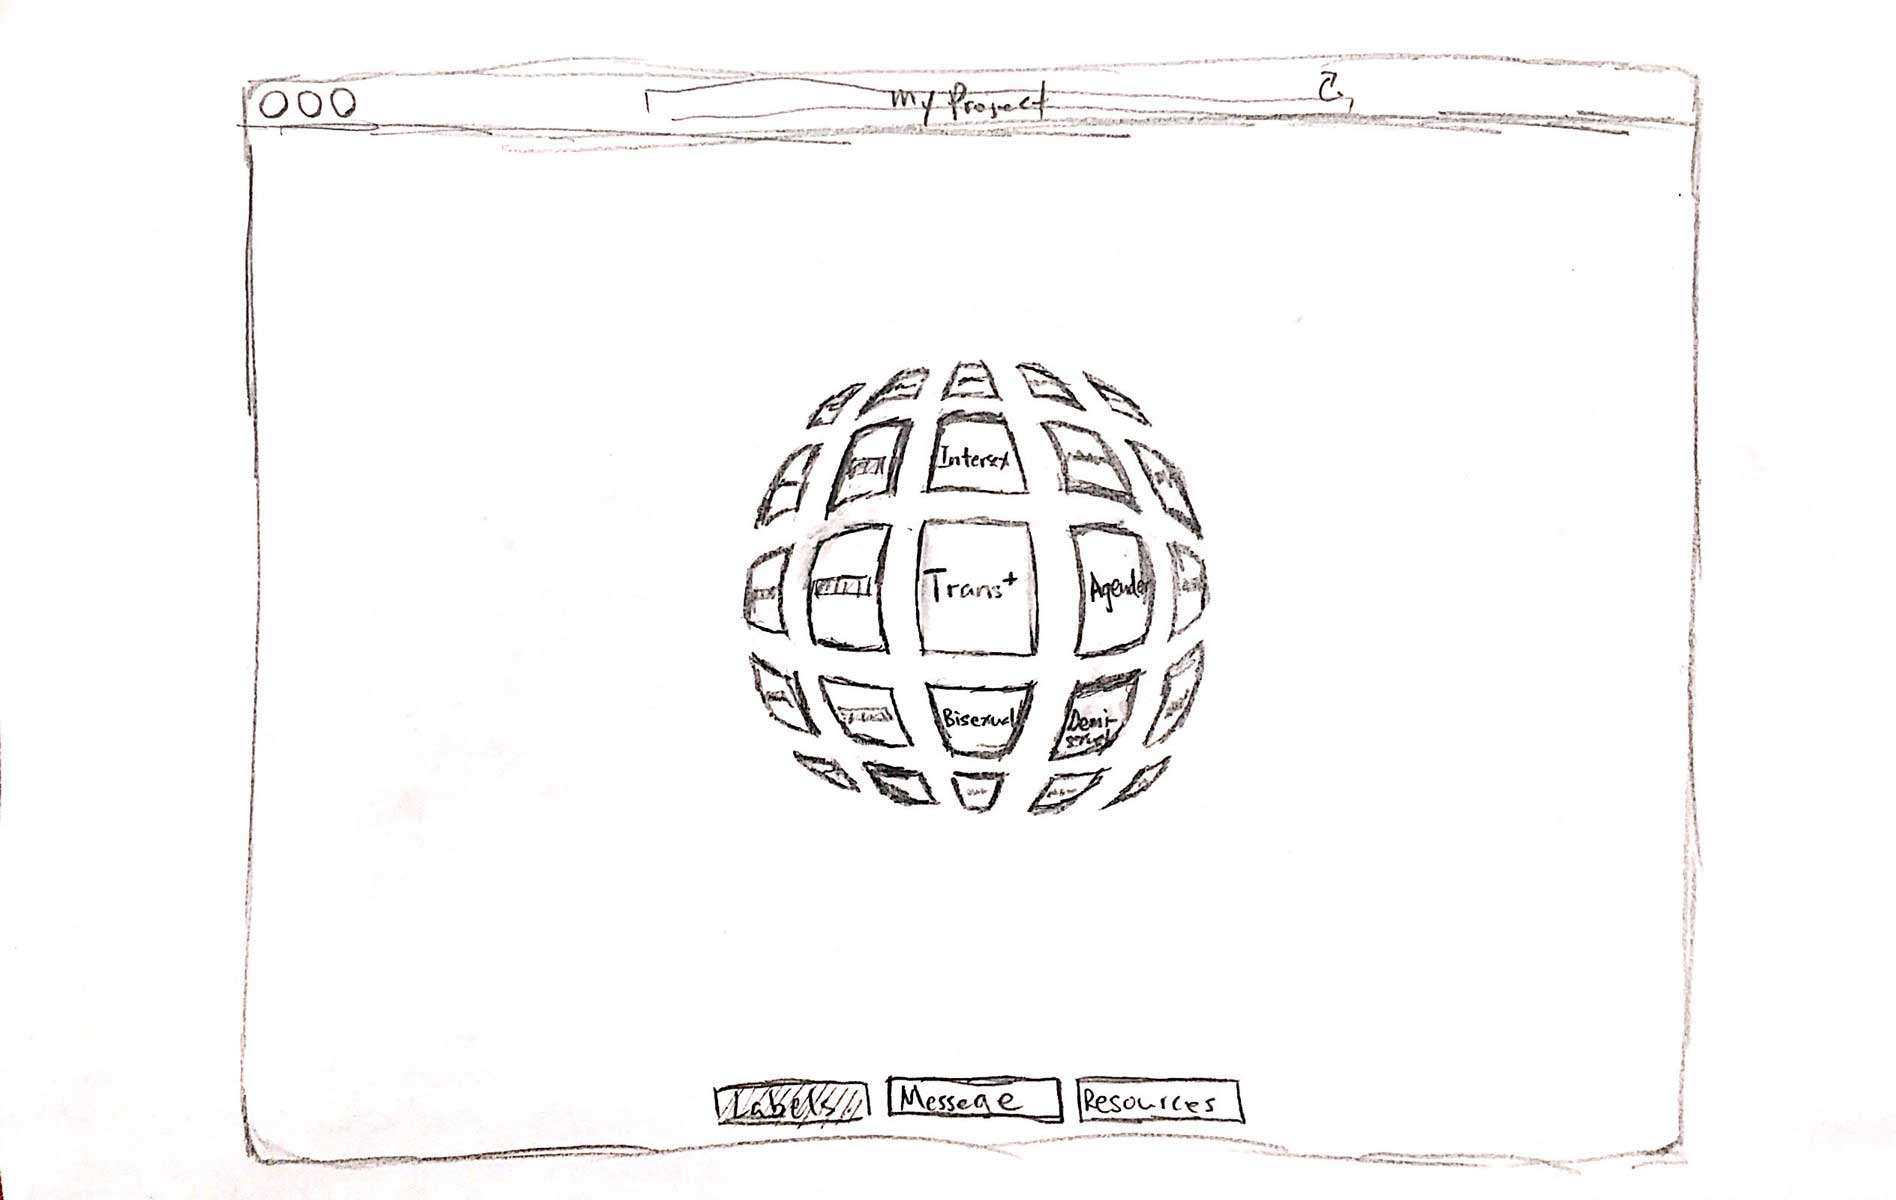 My Project
Intersex
Trans+
Agender
Bisexual
Demi-
Labels
Message
Resources